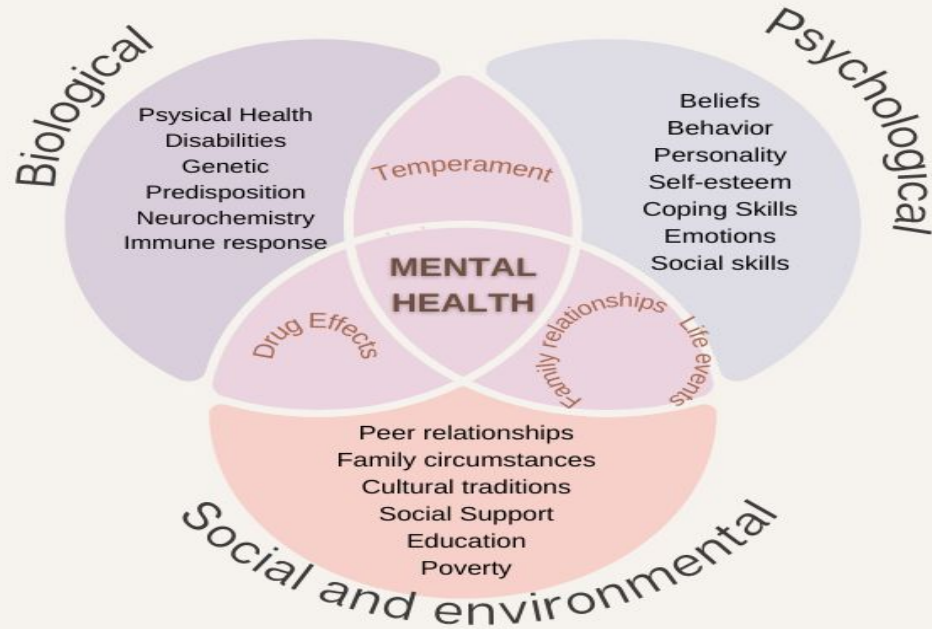 Biological
Psychological
Psysical Health
Disabilities
Genetic
Predisposition
Neurochemistry
Immune response
Temperament
Beliefs
Behavior
Personality
Self-esteem
Coping Skills
Emotions
Social skills
MENTAL
HEALTH
Drug Effects
Family relationships
Life events
Peer relationships
Family circumstances
Cultural traditions
Social Support
Education
Poverty
Social and environmental